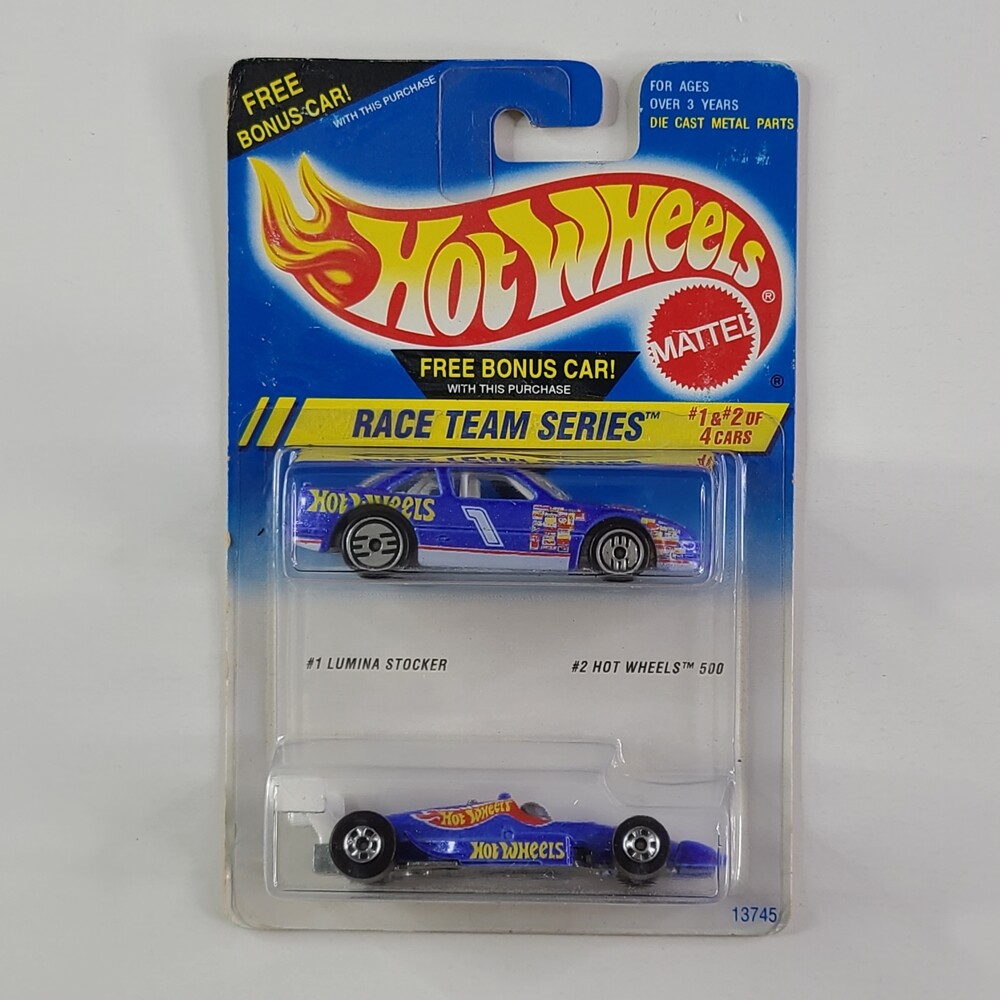 FREE
BONUS CAR!
WITH THIS PURCHASE
FOR AGES
OVER 3 YEARS
DIE CAST METAL PARTS
HOT WHEELS ®
MATTEL
®
FREE BONUS CAR!
WITH THIS PURCHASE
RACE TEAM SERIES™
#1 & #2 OF
4 CARS
HOT WHEELS
1
#1 LUMINA STOCKER
#2 HOT WHEELS™ 500
HOT WHEELS
HOT WHEELS
13745